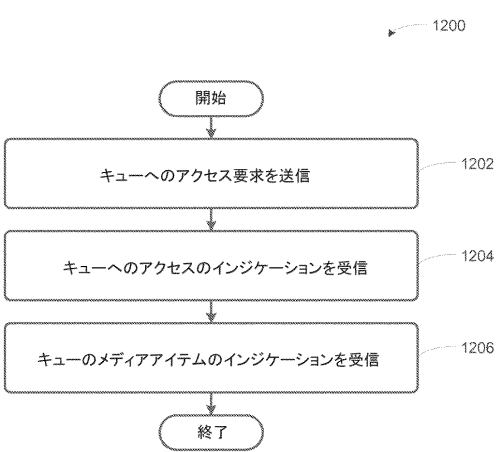 1200
開始
キューへのアクセス要求を送信
1202
キューへのアクセスのインジケーションを受信
1204
キューのメディアアイテムのインジケーションを受信
1206
終了